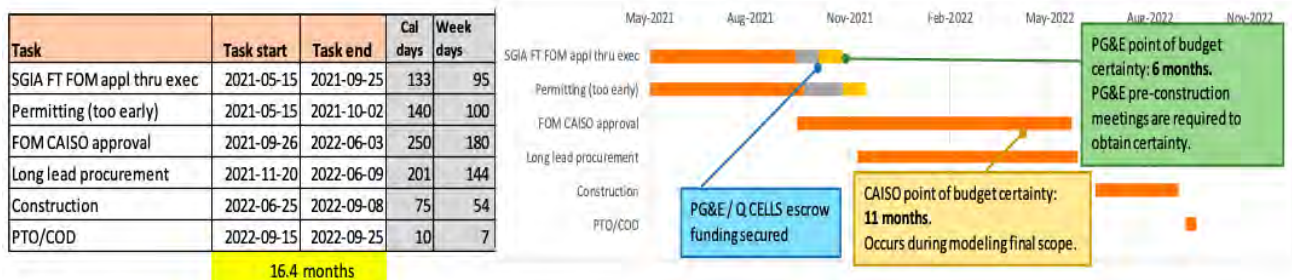 Task Task start Task end Cal days Week days
SGIA FT FOM appl thru exec 2021-05-15 2021-09-25 133 95
Permitting (too early) 2021-05-15 2021-10-02 140 100
FOM CAISO approval 2021-09-26 2022-06-03 250 180
Long lead procurement 2021-11-20 2022-06-09 201 144
Construction 2022-06-25 2022-09-08 75 54
PTO/COD 2022-09-15 2022-09-25 10 7
16.4 months
May-2021 Aug-2021 Nov-2021 Feb-2022 May-2022 Aug-2022 Nov-2022
SGIA FT FOM appl thru exec
Permitting (too early)
FOM CAISO approval
Long lead procurement
Construction
PTO/COD
PG&E point of budget
certainty: 6 months.
PG&E pre-construction
meetings are required to
obtain certainty.
PG&E / Q CELLS escrow
funding secured
CAISO point of budget certainty:
11 months.
Occurs during modeling final scope.